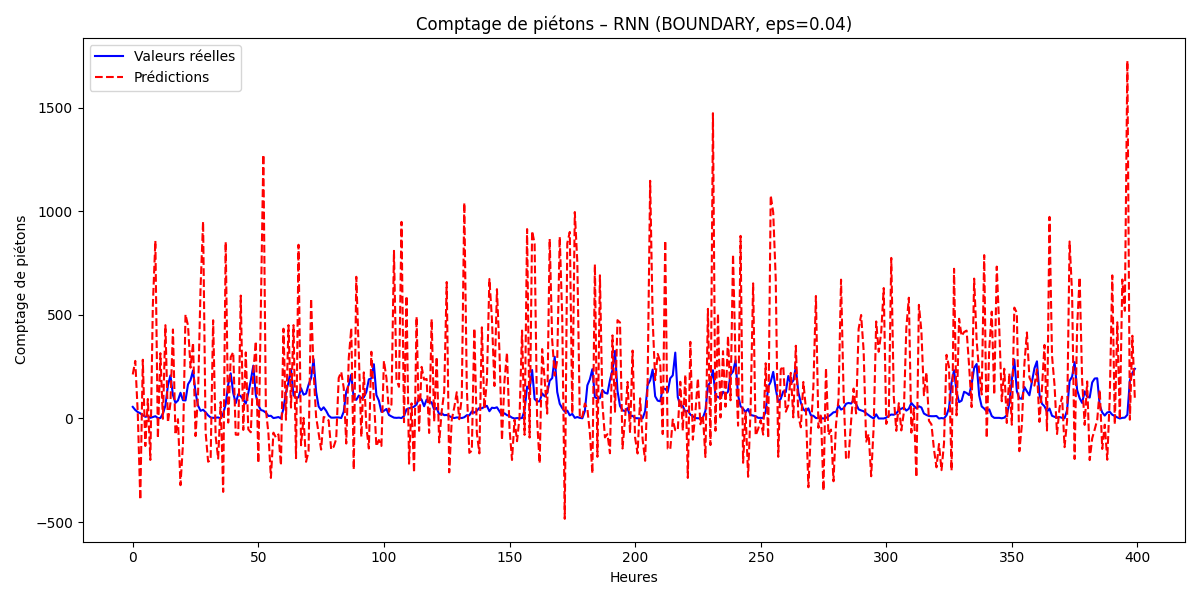 Comptage de piétons – RNN (BOUNDARY, eps=0.04)
Valeurs réelles
Prédictions
Comptage de piétons
1500
1000
500
0
−500
0 50 100 150 200 250 300 350 400
Heures